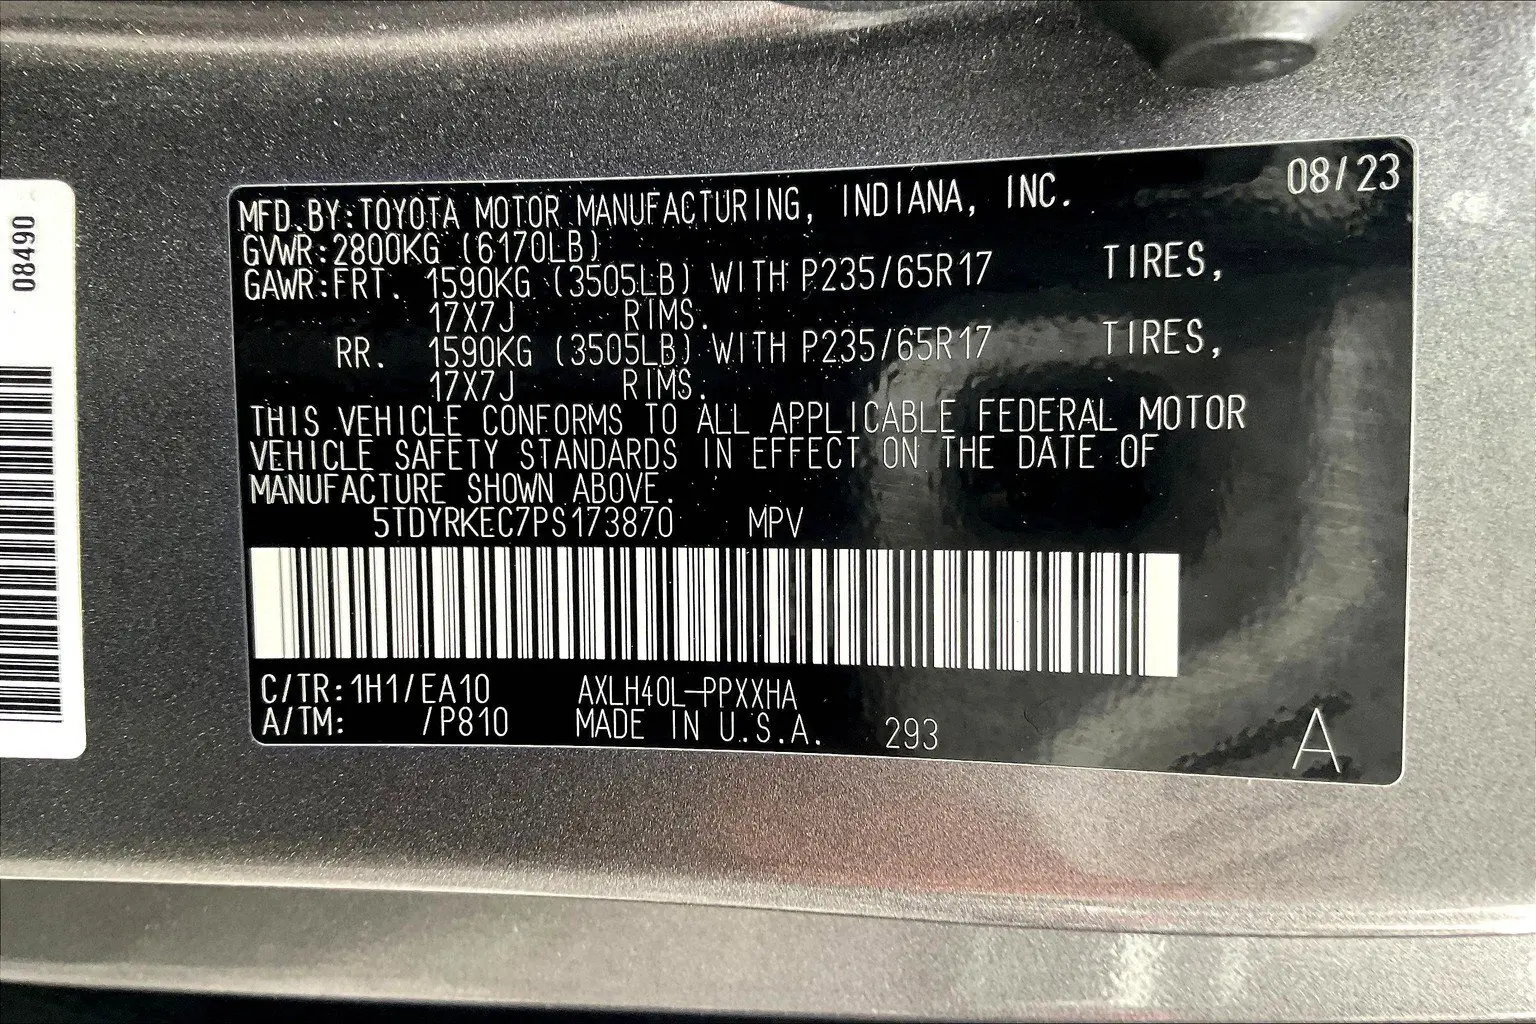 08490
08/23
MFD.BY:TOYOTA MOTOR MANUFACTURING, INDIANA, INC.
GVWR:2800KG (6170LB)
GAWR:FRT. 1590KG (3505LB) WITH P235/65R17 TIRES,
17X7J RIMS.
RR. 1590KG (3505LB) WITH P235/65R17 TIRES,
17X7J RIMS.
THIS VEHICLE CONFORMS TO ALL APPLICABLE FEDERAL MOTOR
VEHICLE SAFETY STANDARDS IN EFFECT ON THE DATE OF
MANUFACTURE SHOWN ABOVE.
5TDYRKEC7PS173870 MPV
C/TR:1H1/EA10 AXLH40L-PPXXHA
A/TM: /P810 MADE IN U.S.A. 293
A